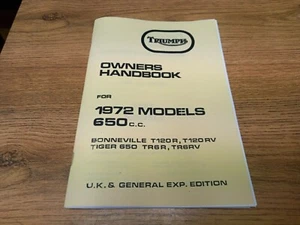 TRIUMPH
OWNERS
HANDBOOK
FOR
1972 MODELS
650 C.C.
BONNEVILLE T120R, T120RV
TIGER 650 TR6R, TR6RV
U.K. & GENERAL EXP. EDITION